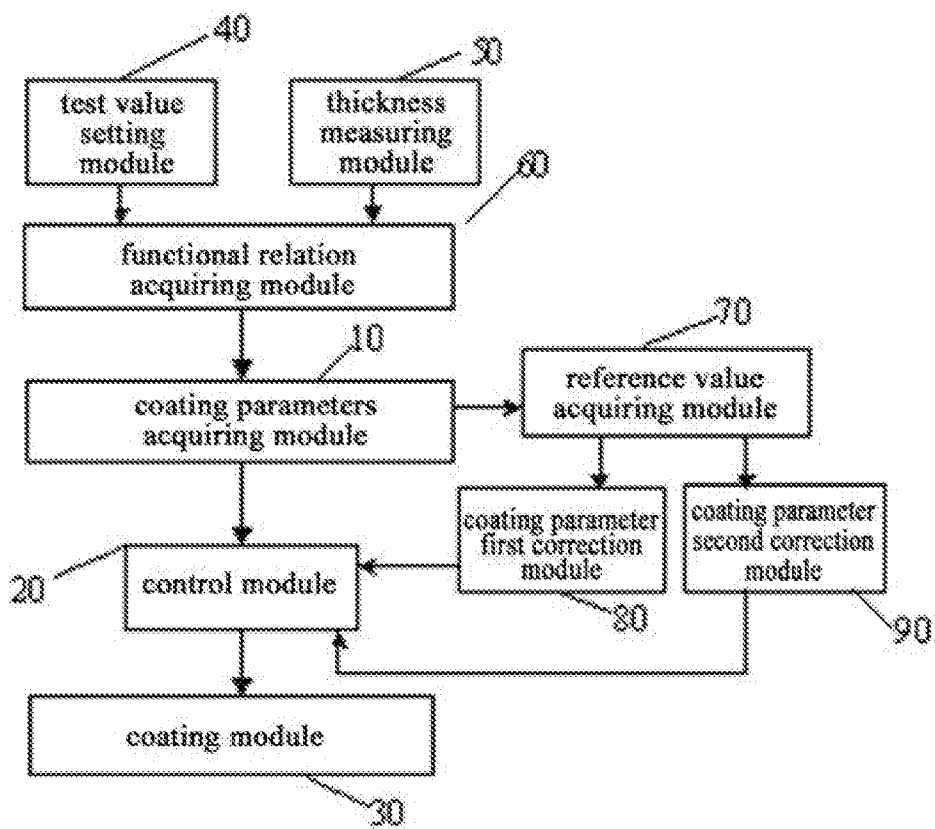 40
50
test value
setting
module
thickness
measuring
module
60
functional relation
acquiring module
70
10
coating parameters
acquiring module
reference value
acquiring module
coating parameter
first correction
module
coating parameter
second correction
module
20
control module
80
90
coating module
30